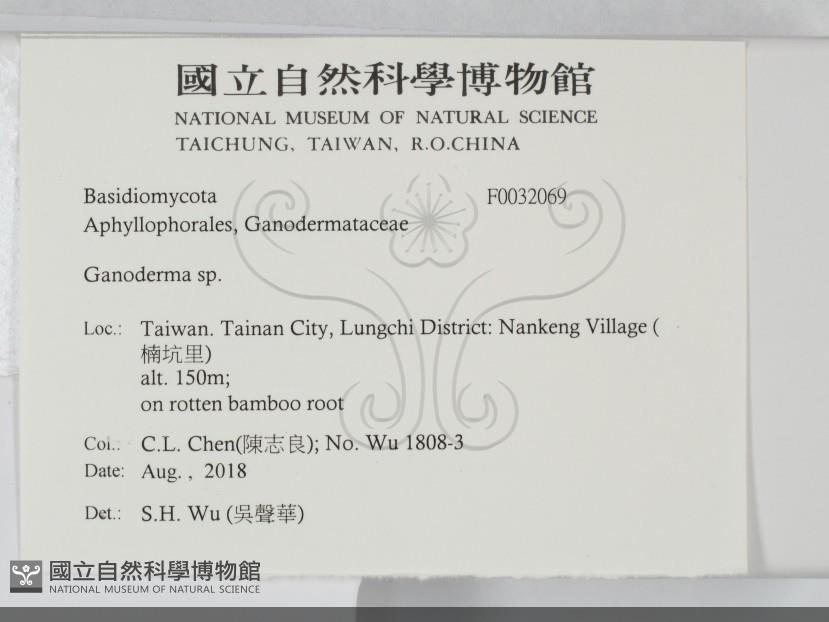 國立自然科學博物館
NATIONAL MUSEUM OF NATURAL SCIENCE
TAICHUNG, TAIWAN, R.O.CHINA
Basidiomycota F0032069
Aphyllophorales, Ganodermataceae
Ganoderma sp.
Loc.: Taiwan. Tainan City, Lungchi District: Nankeng Village (
楠坑里)
alt. 150m;
on rotten bamboo root
Col.: C.L. Chen(陳志良); No. Wu 1808-3
Date: Aug. , 2018
Det.: S.H. Wu (吳聲華)
國立自然科學博物館
NATIONAL MUSEUM OF NATURAL SCIENCE